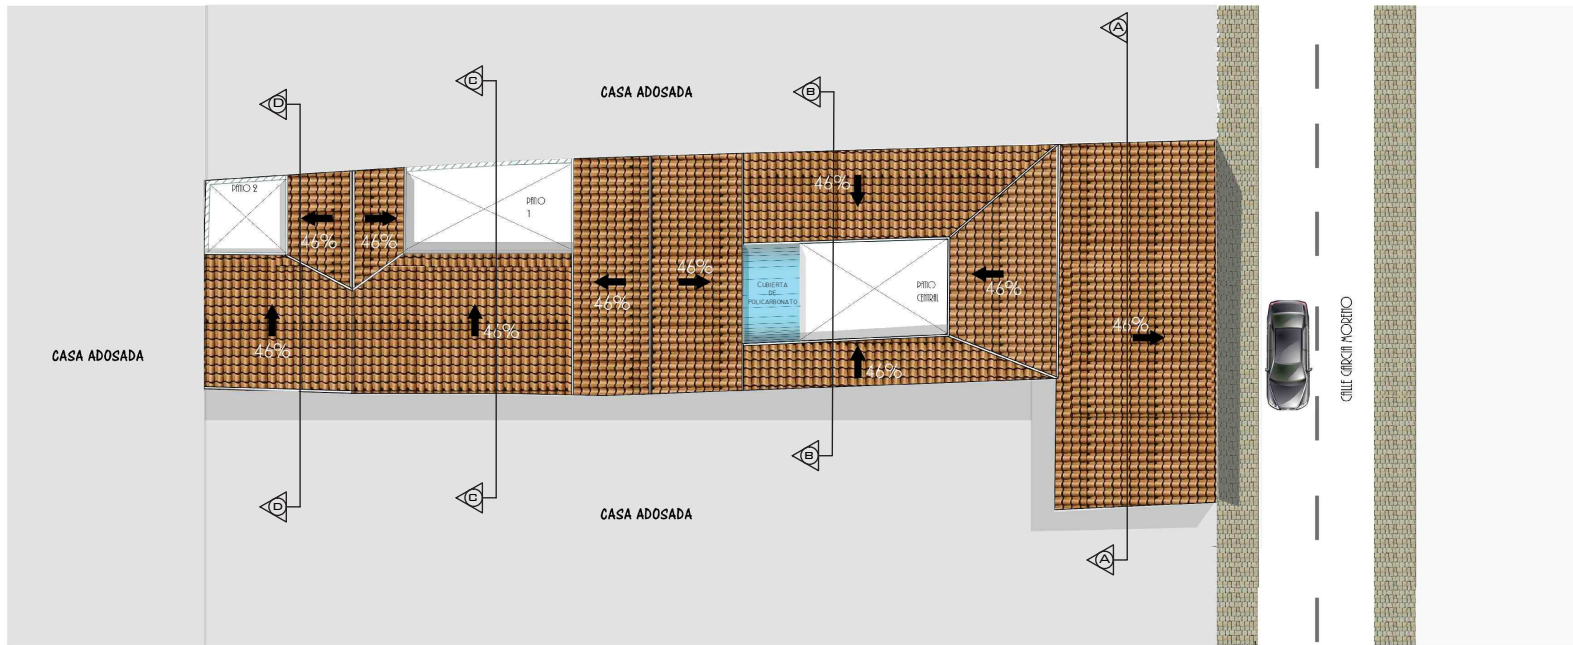 A
C
B
CASA ADOSADA
D
PATIO 2
46%
PATIO
1
46%
46%
46%
46%
CUBIERTA
DE
POLICARBONATO
PATIO
CENTRAL
46%
46%
46%
46%
46%
46%
CASA ADOSADA
CALLE GARCIA MORENO
B
C
D
CASA ADOSADA
A